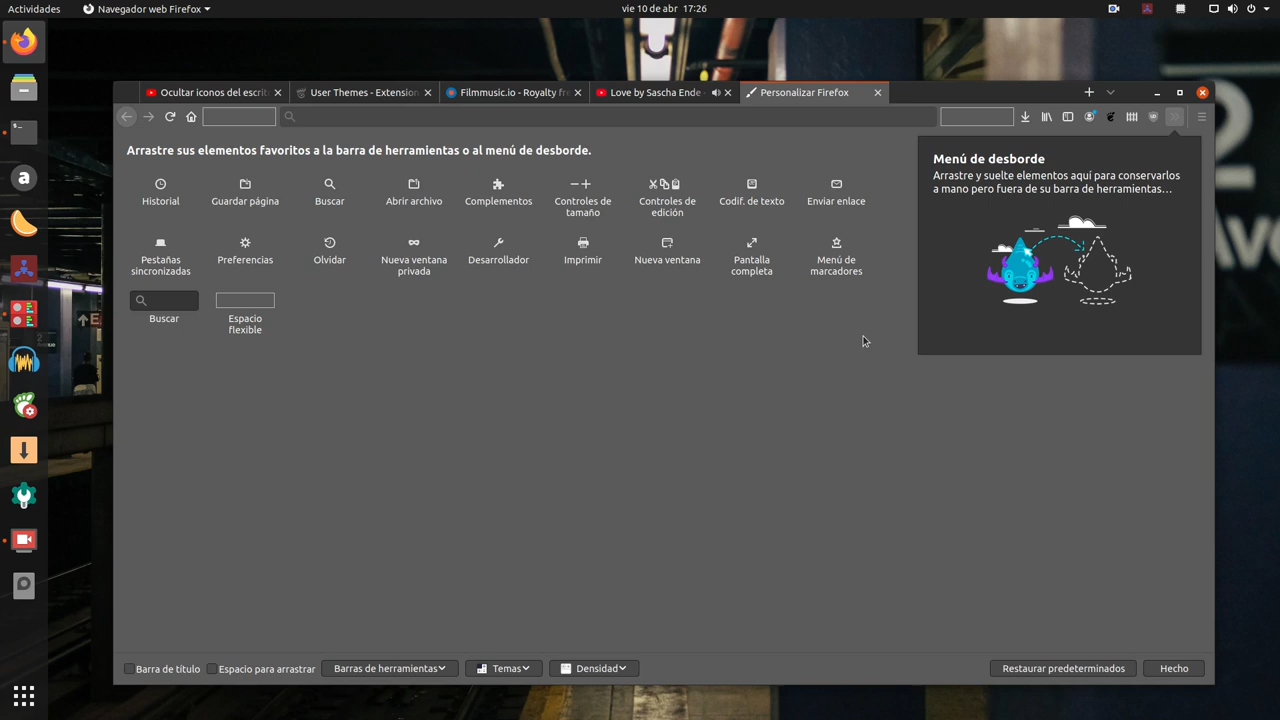 Actividades
Navegador web Firefox
vie 10 de abr 17:26
Ocultar iconos del escrit
User Themes - Extension
Filmmusic.io - Royalty fre
Love by Sascha Ende -
Personalizar Firefox
Arrastre sus elementos favoritos a la barra de herramientas o al menú de desborde.
Historial
Guardar página
Buscar
Abrir archivo
Complementos
Controles de
tamaño
Controles de
edición
Codif. de texto
Enviar enlace
Pestañas
sincronizadas
Preferencias
Olvidar
Nueva ventana
privada
Desarrollador
Imprimir
Nueva ventana
Pantalla
completa
Menú de
marcadores
Buscar
Espacio
flexible
Menú de desborde
Arrastre y suelte elementos aquí para conservarlos
a mano pero fuera de su barra de herramientas…
Barra de título
Espacio para arrastrar
Barras de herramientas
Temas
Densidad
Restaurar predeterminados
Hecho